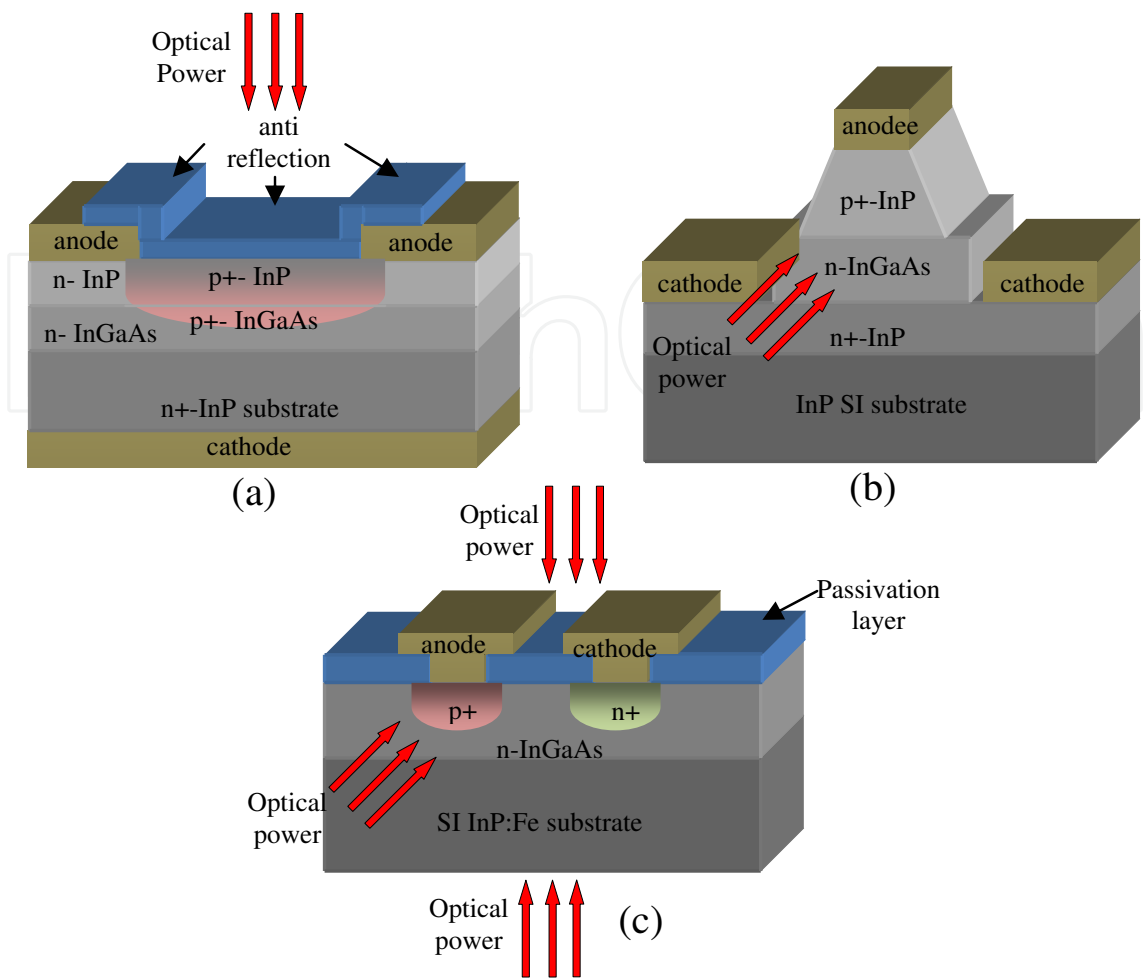 Optical
Power
anti
reflection
anode
anode
n- InP
p+- InP
p+- InGaAs
n- InGaAs
n+-InP substrate
cathode
(a)
anodee
p+-InP
n-InGaAs
cathode
cathode
Optical
power
n+-InP
InP SI substrate
(b)
Optical
power
Passivation
layer
anode
cathode
p+
n+
n-InGaAs
Optical
power
SI InP:Fe substrate
Optical
power
(c)